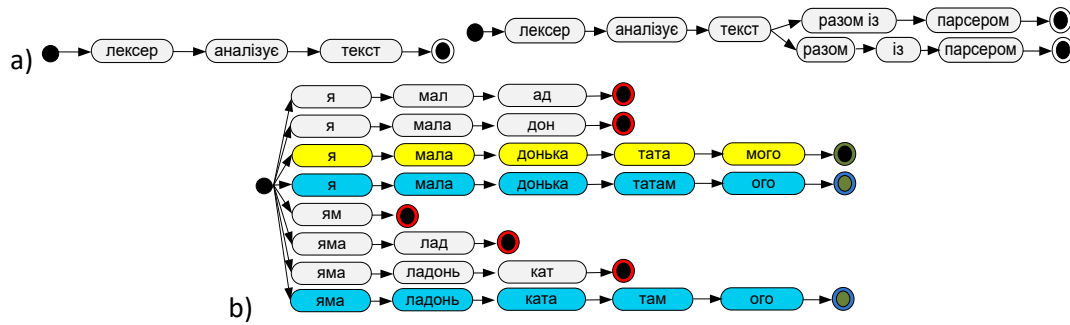 a) лексер аналізує текст
лексер аналізує текст разом із парсером
разом із парсером
я мал ад
я мала дон
я мала донька тата мого
я мала донька татам ого
ям
яма лад
яма ладонь кат
b) яма ладонь ката там ого